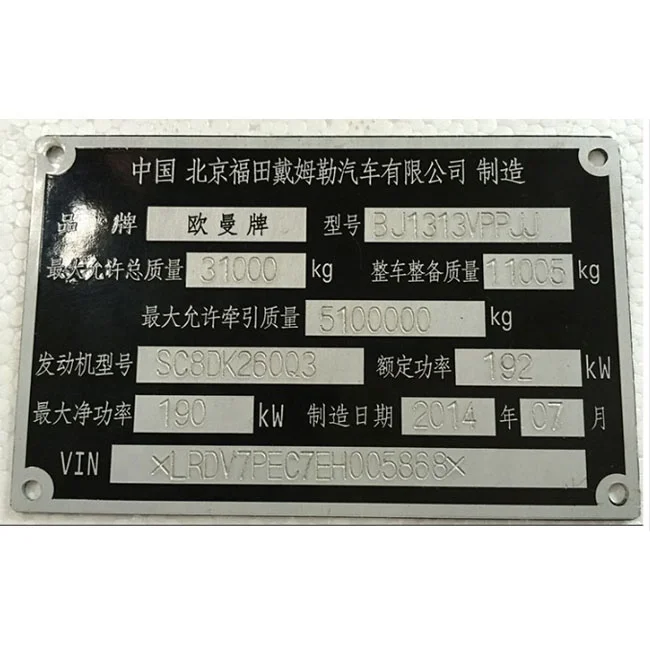 中国 北京福田戴姆勒汽车有限公司 制造
品牌 欧曼牌 型号 BJ1313VPPJJ
最大允许总质量 31000 kg 整车整备质量 11005 kg
最大允许牵引质量 5100000 kg
发动机型号 SC8DK260Q3 额定功率 192 kW
最大净功率 190 kW 制造日期 2014 年 07 月
VIN *LRDV7PEC7EH005868*